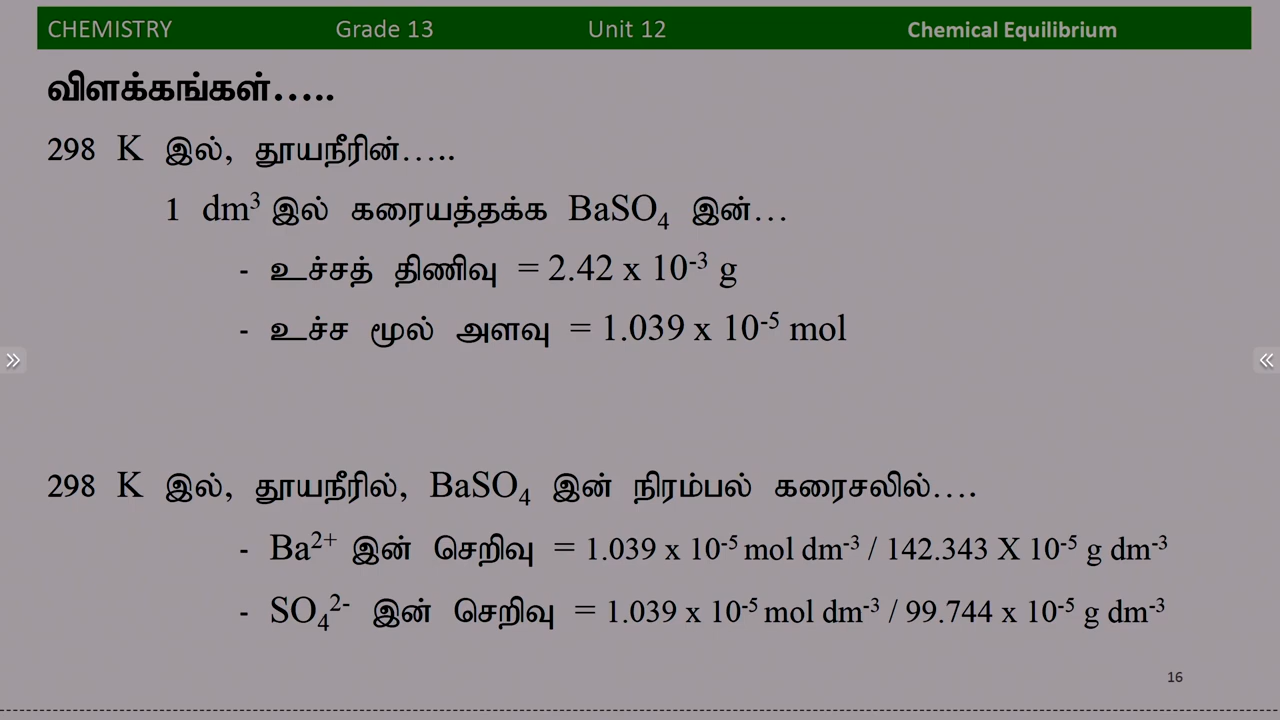 CHEMISTRY Grade 13 Unit 12 Chemical Equilibrium
விளக்கங்கள்…..
298 K இல், தூயநீரின்…..
1 dm³ இல் கரையத்தக்க BaSO₄ இன்…
- உச்சத் திணிவு = 2.42 x 10⁻³ g
- உச்ச மூல் அளவு = 1.039 x 10⁻⁵ mol
298 K இல், தூயநீரில், BaSO₄ இன் நிரம்பல் கரைசலில்….
- Ba²⁺ இன் செறிவு = 1.039 x 10⁻⁵ mol dm⁻³ / 142.343 X 10⁻⁵ g dm⁻³
- SO₄²⁻ இன் செறிவு = 1.039 x 10⁻⁵ mol dm⁻³ / 99.744 x 10⁻⁵ g dm⁻³
16